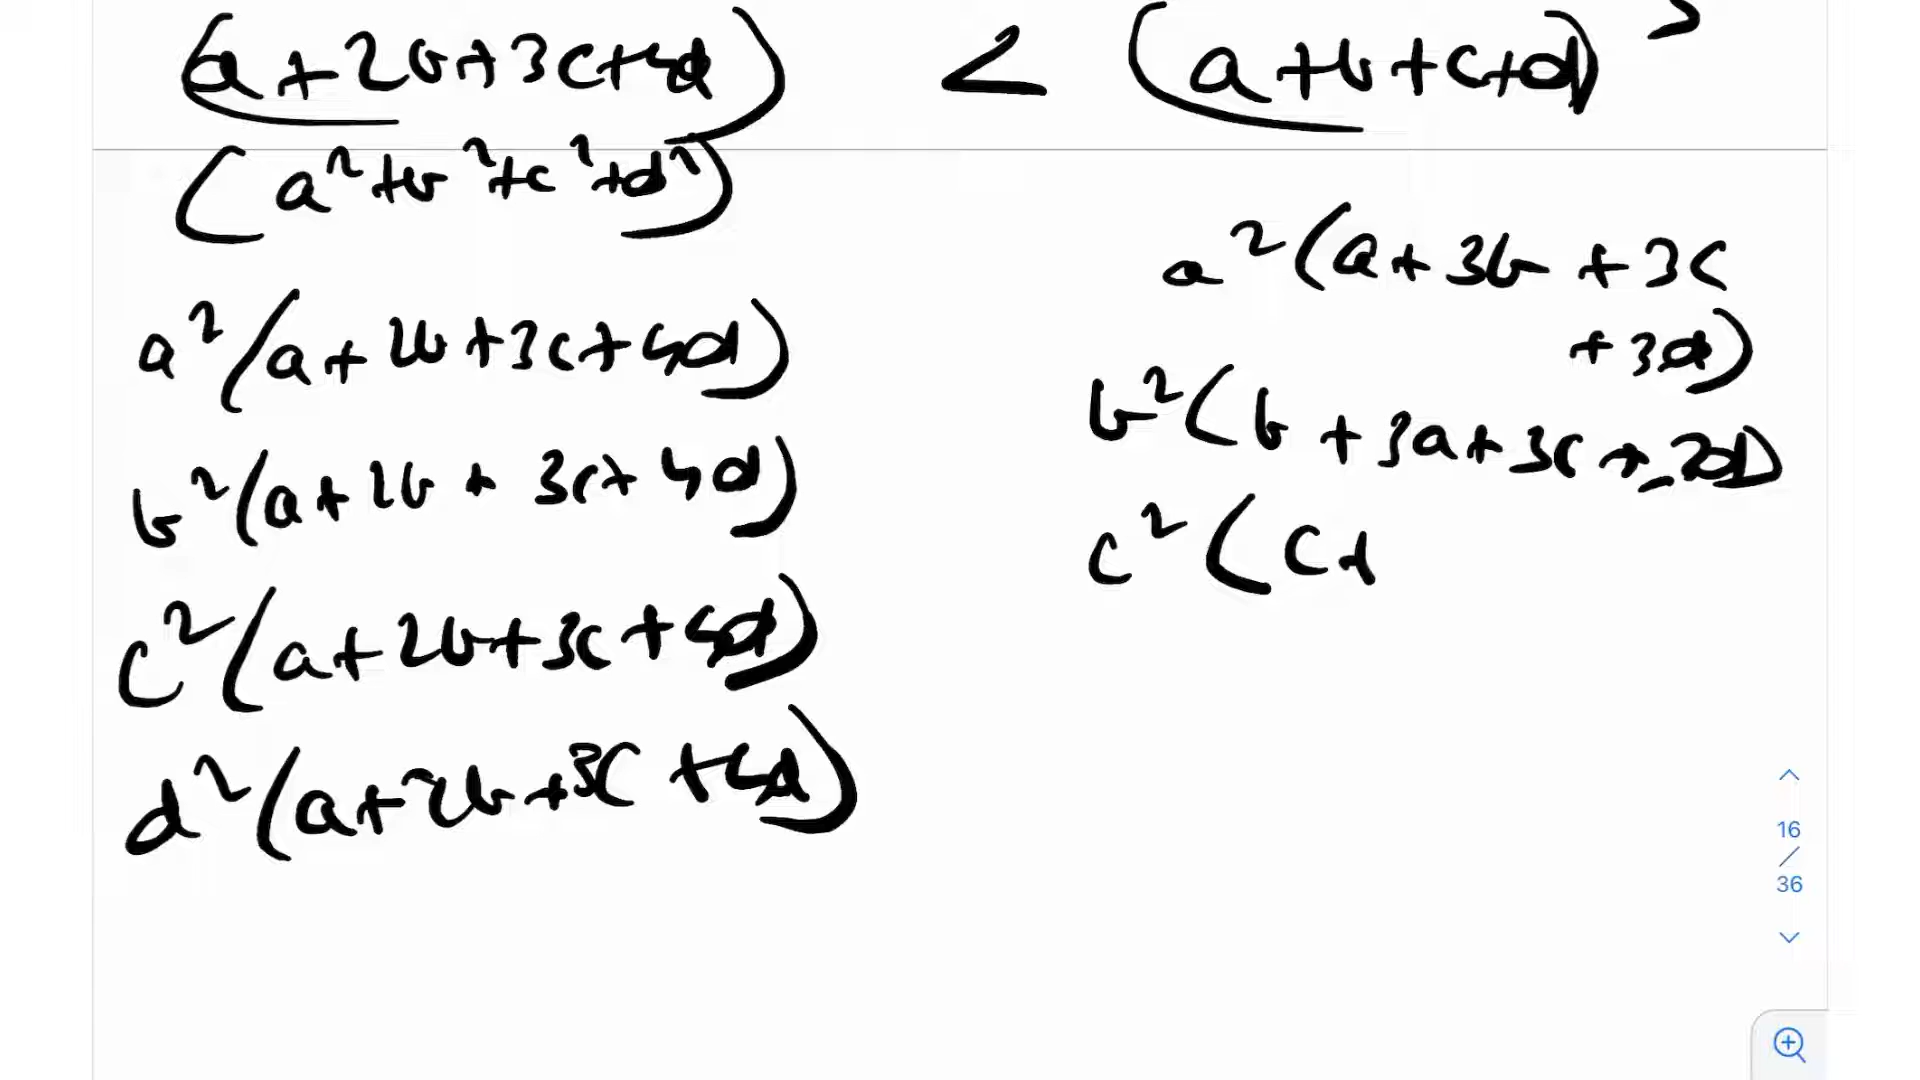 (a+2b+3c+4d) < (a+b+c+d)³
(a²+b²+c²+d²)
a²(a+3b+3c
a²(a+2b+3c+4d)
+3d)
b²(b+3a+3c+3d)
b²(a+2b+3c+4d)
c²(c+
c²(a+2b+3c+4d)
d²(a+2b+3c+4d)
16
/
36